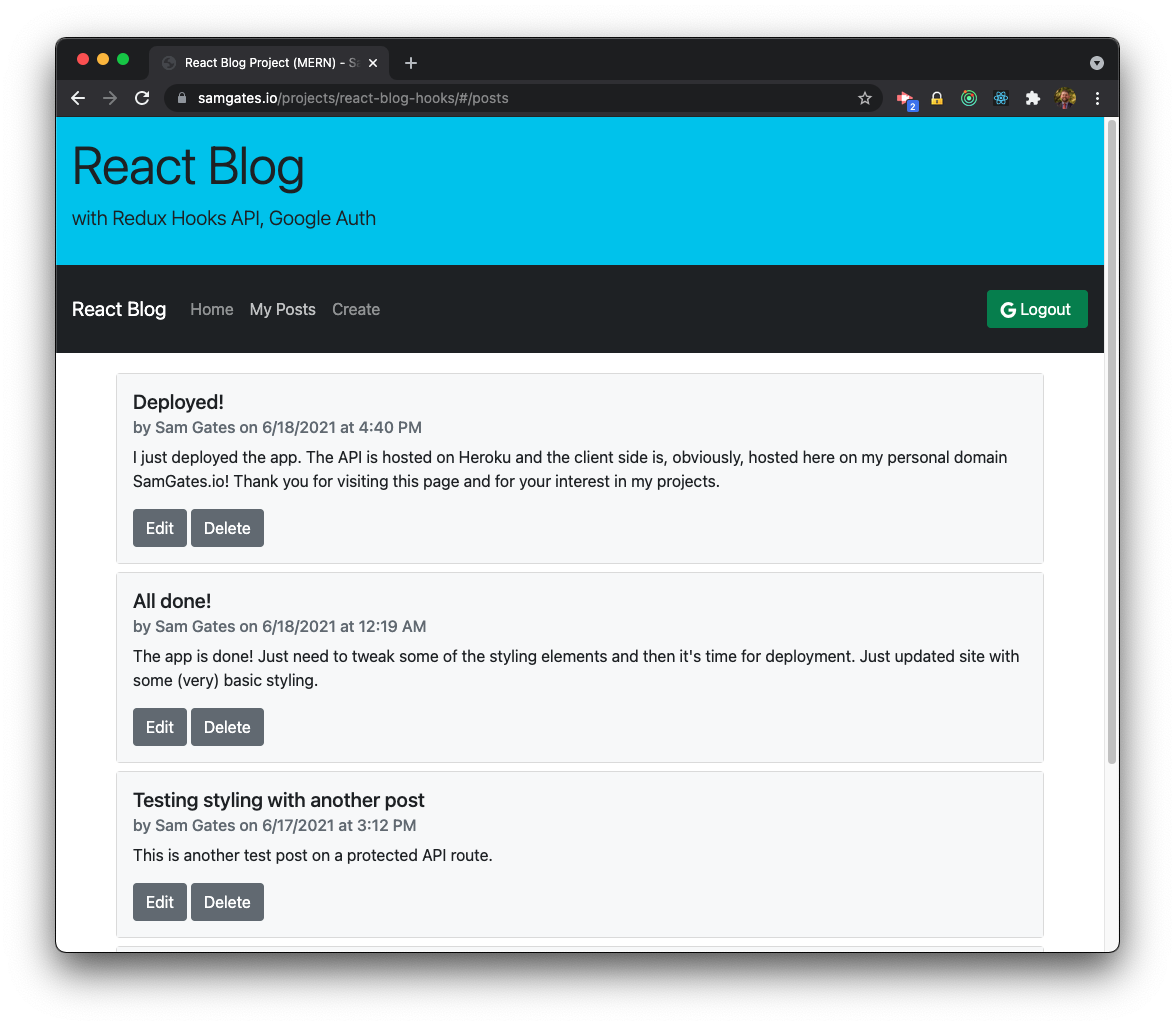 React Blog Project (MERN) - Sa
samgates.io/projects/react-blog-hooks/#/posts
2
React Blog
with Redux Hooks API, Google Auth
React Blog Home My Posts Create G Logout
Deployed!
by Sam Gates on 6/18/2021 at 4:40 PM
I just deployed the app. The API is hosted on Heroku and the client side is, obviously, hosted here on my personal domain
SamGates.io! Thank you for visiting this page and for your interest in my projects.
Edit Delete
All done!
by Sam Gates on 6/18/2021 at 12:19 AM
The app is done! Just need to tweak some of the styling elements and then it's time for deployment. Just updated site with
some (very) basic styling.
Edit Delete
Testing styling with another post
by Sam Gates on 6/17/2021 at 3:12 PM
This is another test post on a protected API route.
Edit Delete